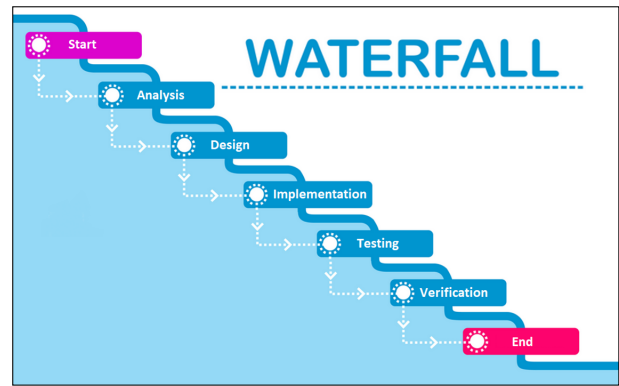 WATERFALL
Start
Analysis
Design
Implementation
Testing
Verification
End